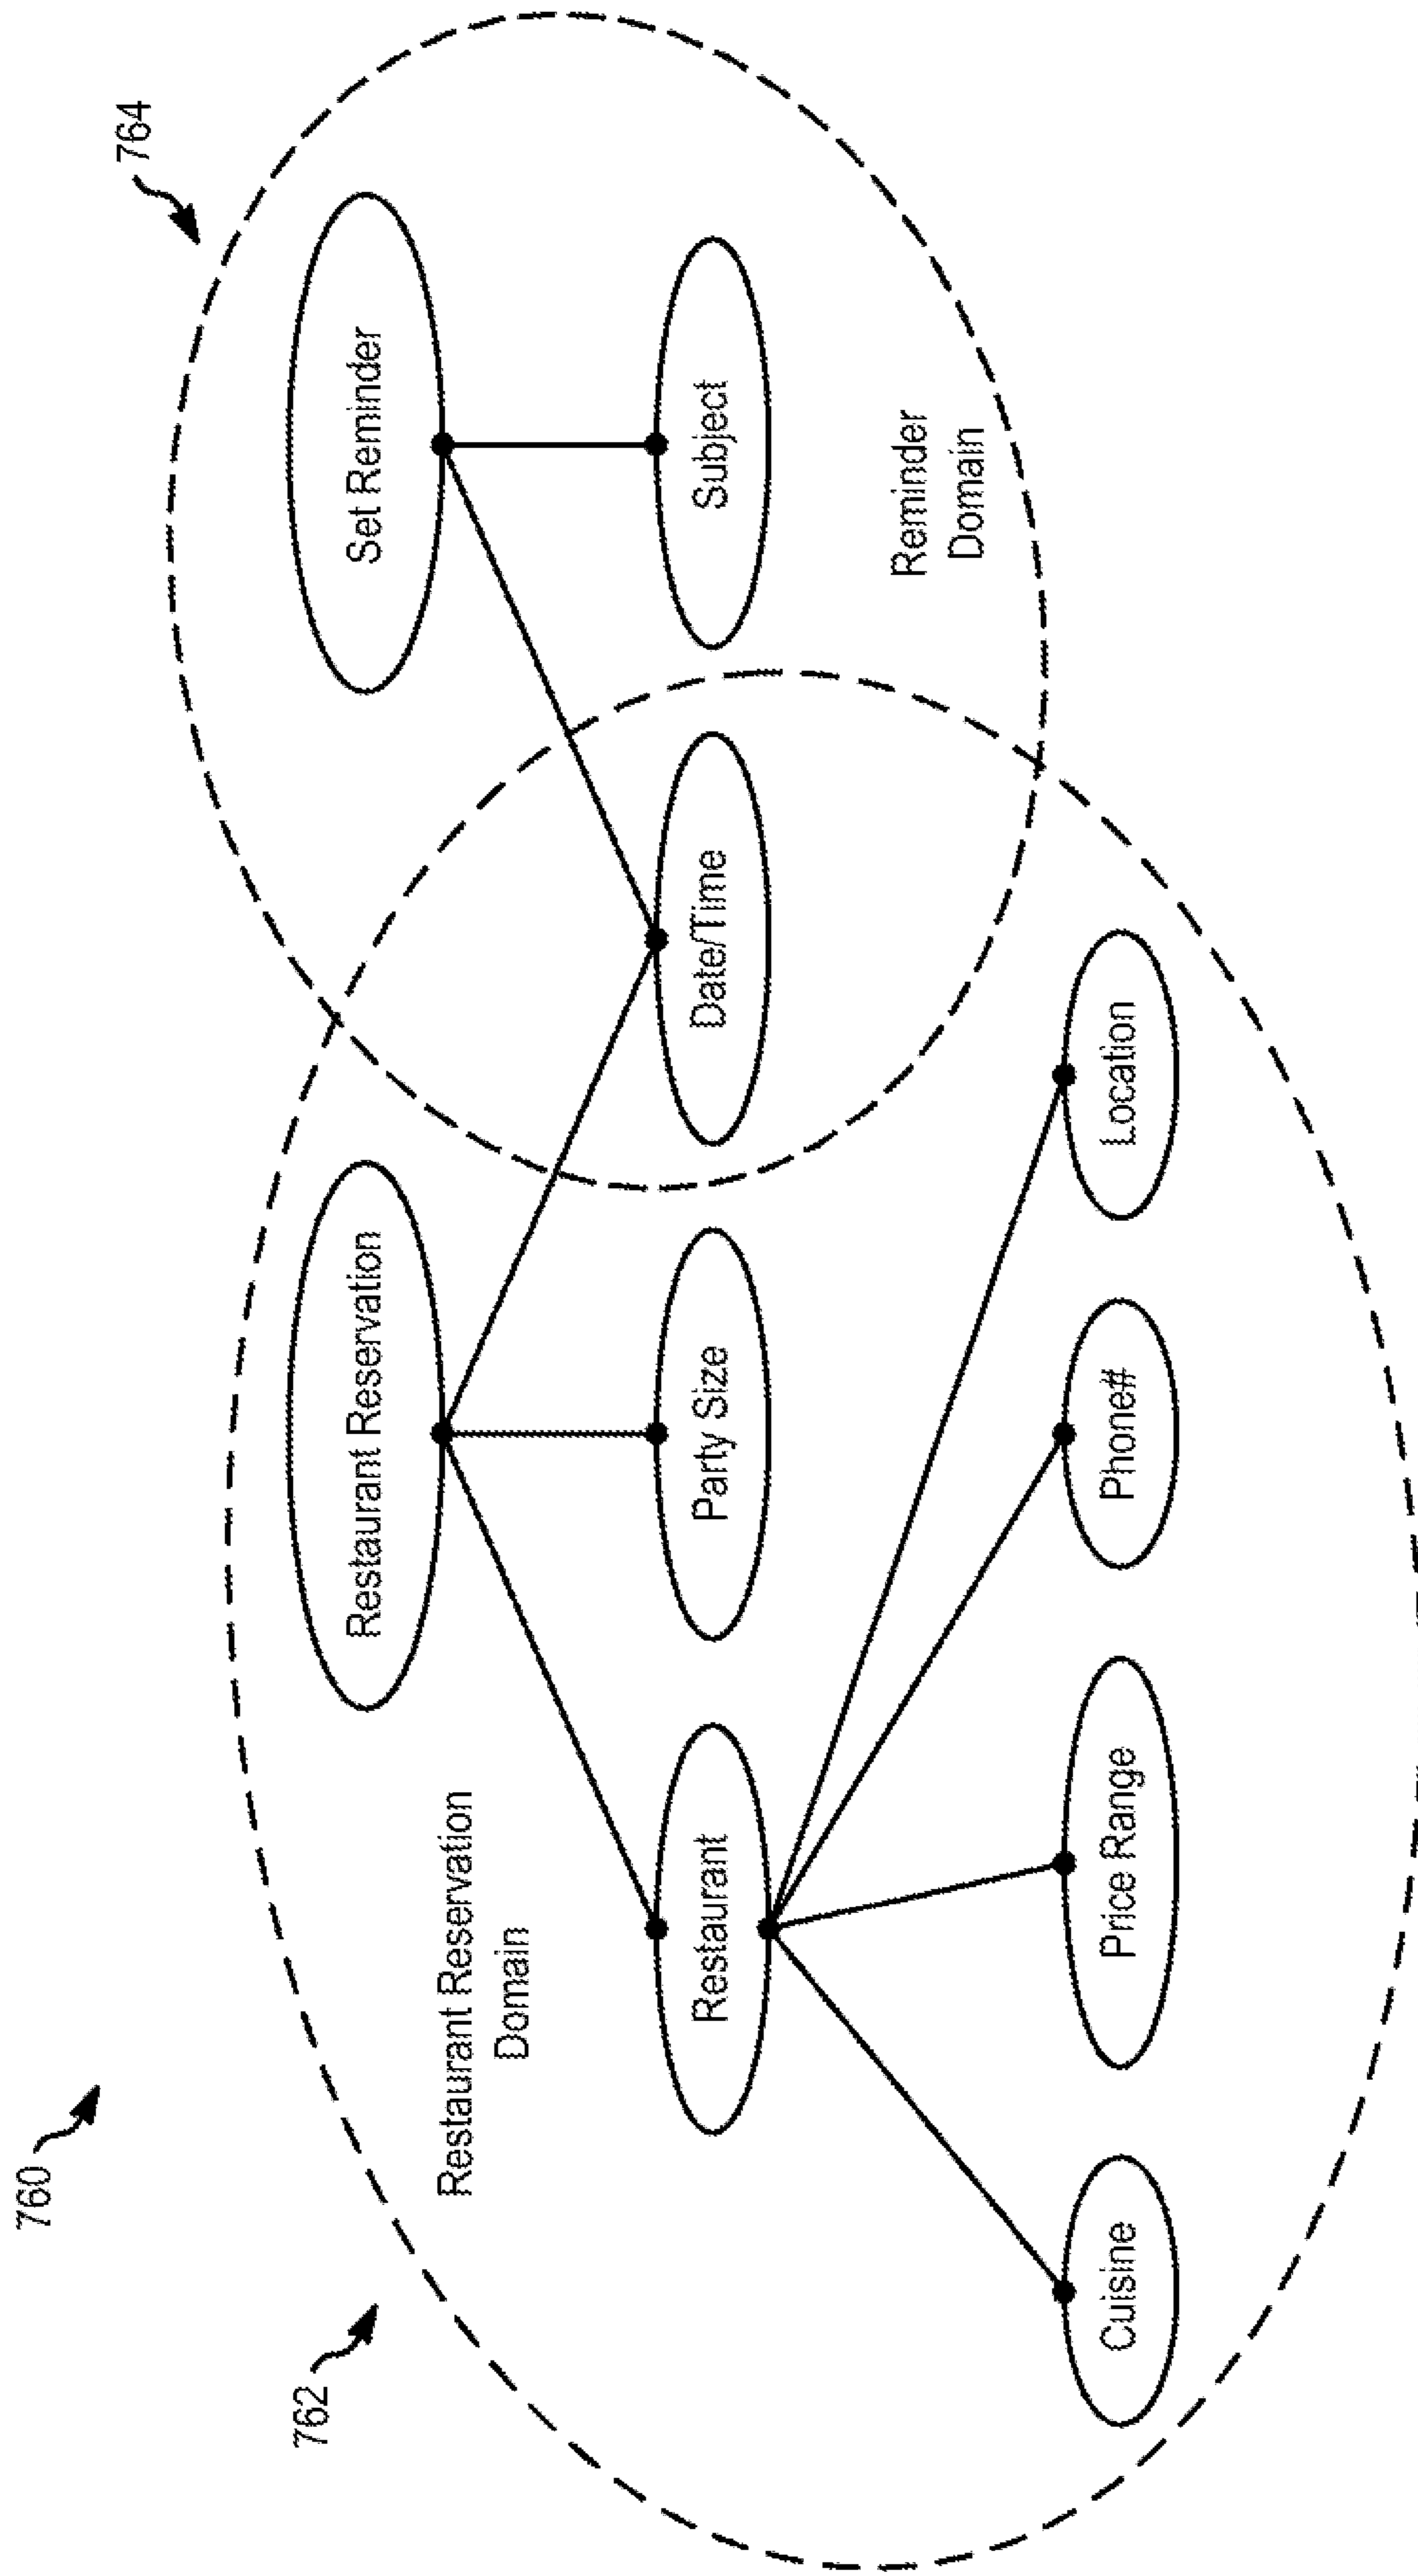 760
762
764
Restaurant Reservation
Set Reminder
Restaurant Reservation
Domain
Restaurant
Party Size
Date/Time
Subject
Reminder
Domain
Cuisine
Price Range
Phone#
Location